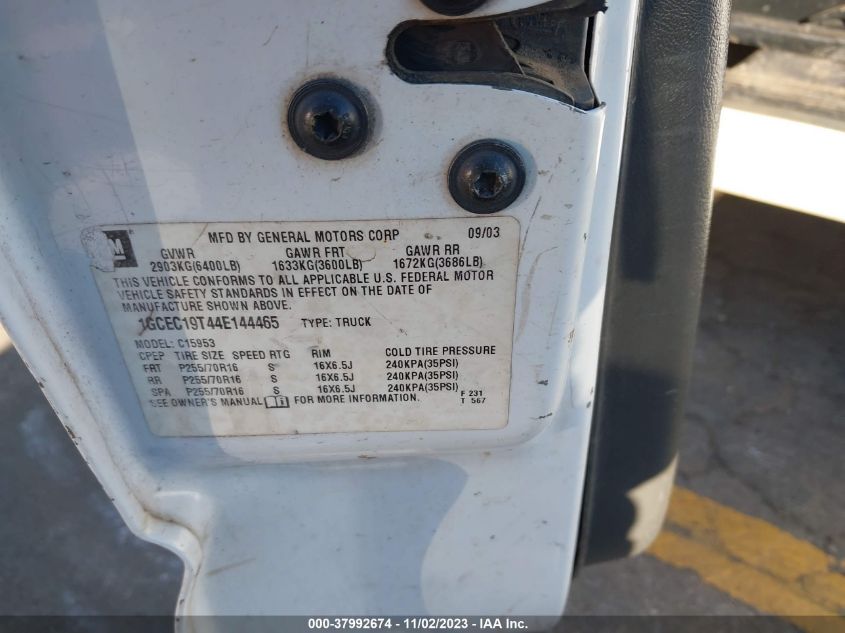 MFD BY GENERAL MOTORS CORP 09/03
GVWR GAWR FRT GAWR RR
2903KG(6400LB) 1633KG(3600LB) 1672KG(3686LB)
THIS VEHICLE CONFORMS TO ALL APPLICABLE U.S. FEDERAL MOTOR
VEHICLE SAFETY STANDARDS IN EFFECT ON THE DATE OF
MANUFACTURE SHOWN ABOVE.
1GCEC19T44E144465 TYPE: TRUCK
MODEL: C15953
CPEP TIRE SIZE SPEED RTG RIM COLD TIRE PRESSURE
FRT P255/70R16 S 16X6.5J 240KPA(35PSI)
RR P255/70R16 S 16X6.5J 240KPA(35PSI)
SPA P255/70R16 S 16X6.5J 240KPA(35PSI)
SEE OWNER'S MANUAL FOR MORE INFORMATION. F 231
T 567
000-37992674 - 11/02/2023 - IAA Inc.